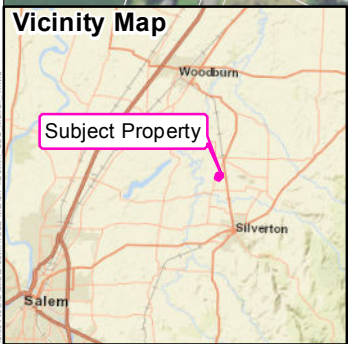 Vicinity Map
Woodburn
Subject Property
Silverton
Salem